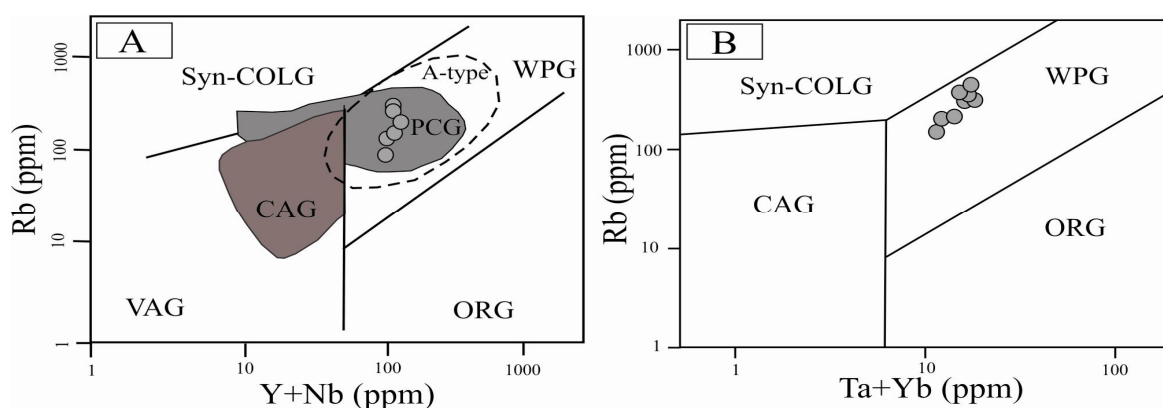 A
1000
100
10
1
Rb (ppm)
Syn-COLG
A-type
WPG
PCG
CAG
VAG
ORG
1
10
100
1000
Y+Nb (ppm)
B
1000
100
10
1
Rb (ppm)
Syn-COLG
WPG
CAG
ORG
1
10
100
Ta+Yb (ppm)